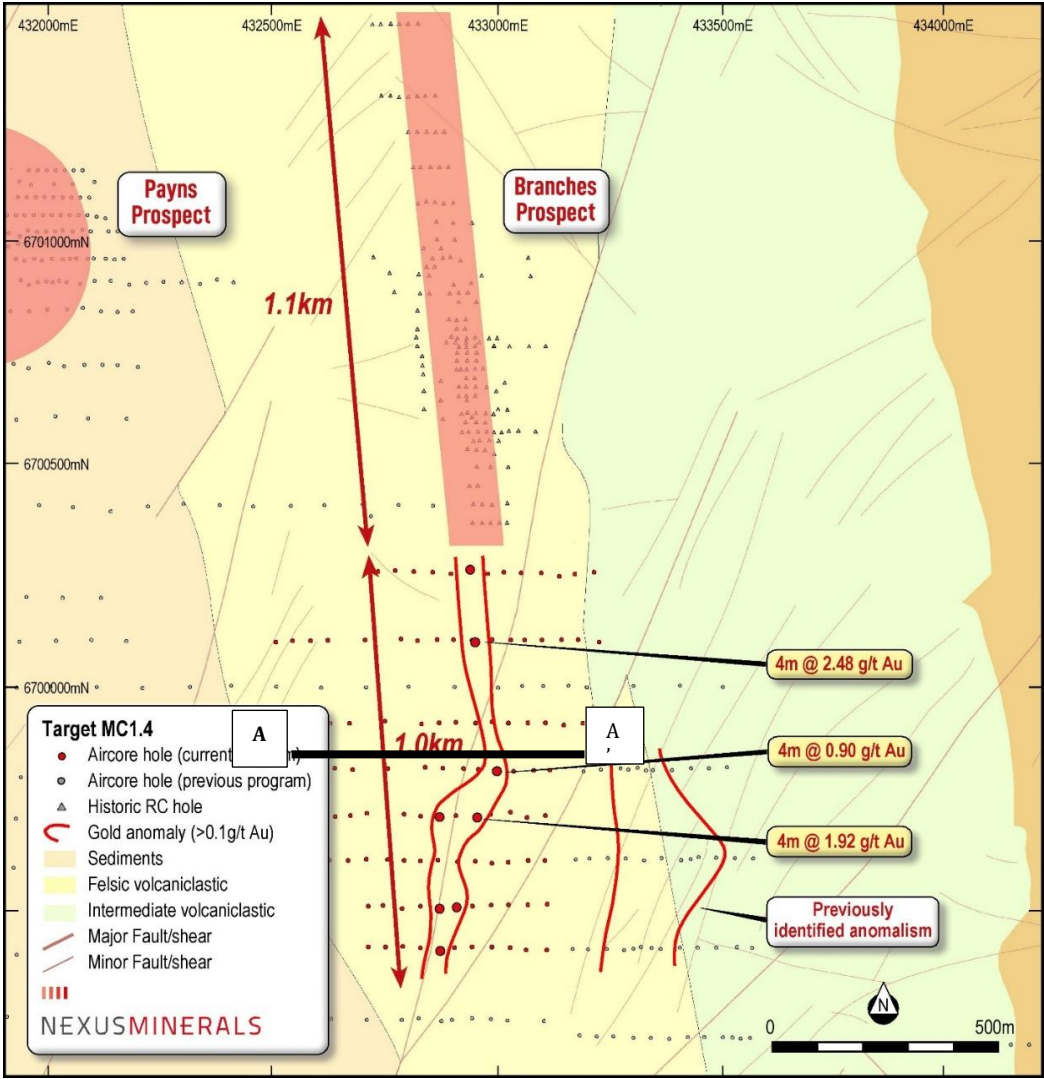 432000mE
432500mE
433000mE
433500mE
434000mE
Payns
Prospect
Branches
Prospect
6701000mN
1.1km
6700500mN
4m @ 2.48 g/t Au
6700000mN
Target MC1.4
A
A
,
1.0km
4m @ 0.90 g/t Au
Aircore hole (current m)
Aircore hole (previous program)
Historic RC hole
Gold anomaly (>0.1g/t Au)
4m @ 1.92 g/t Au
Sediments
Felsic volcaniclastic
Intermediate volcaniclastic
Major Fault/shear
Minor Fault/shear
Previously
identified anomalism
NEXUSMINERALS
N
0
500m